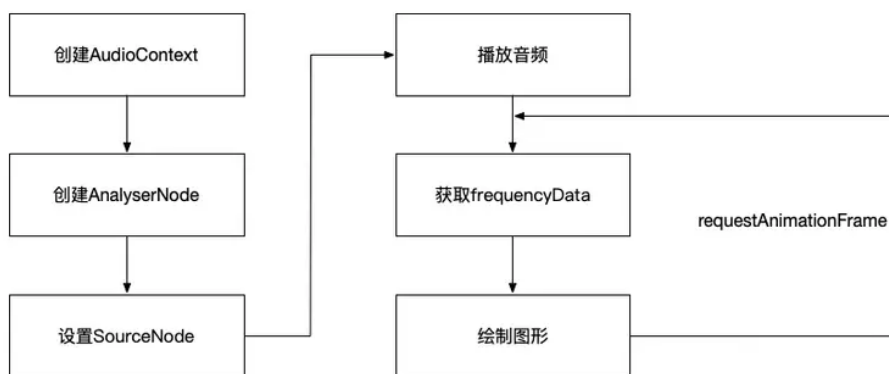 创建AudioContext
创建AnalyserNode
设置SourceNode
播放音频
获取frequencyData
绘制图形
requestAnimationFrame